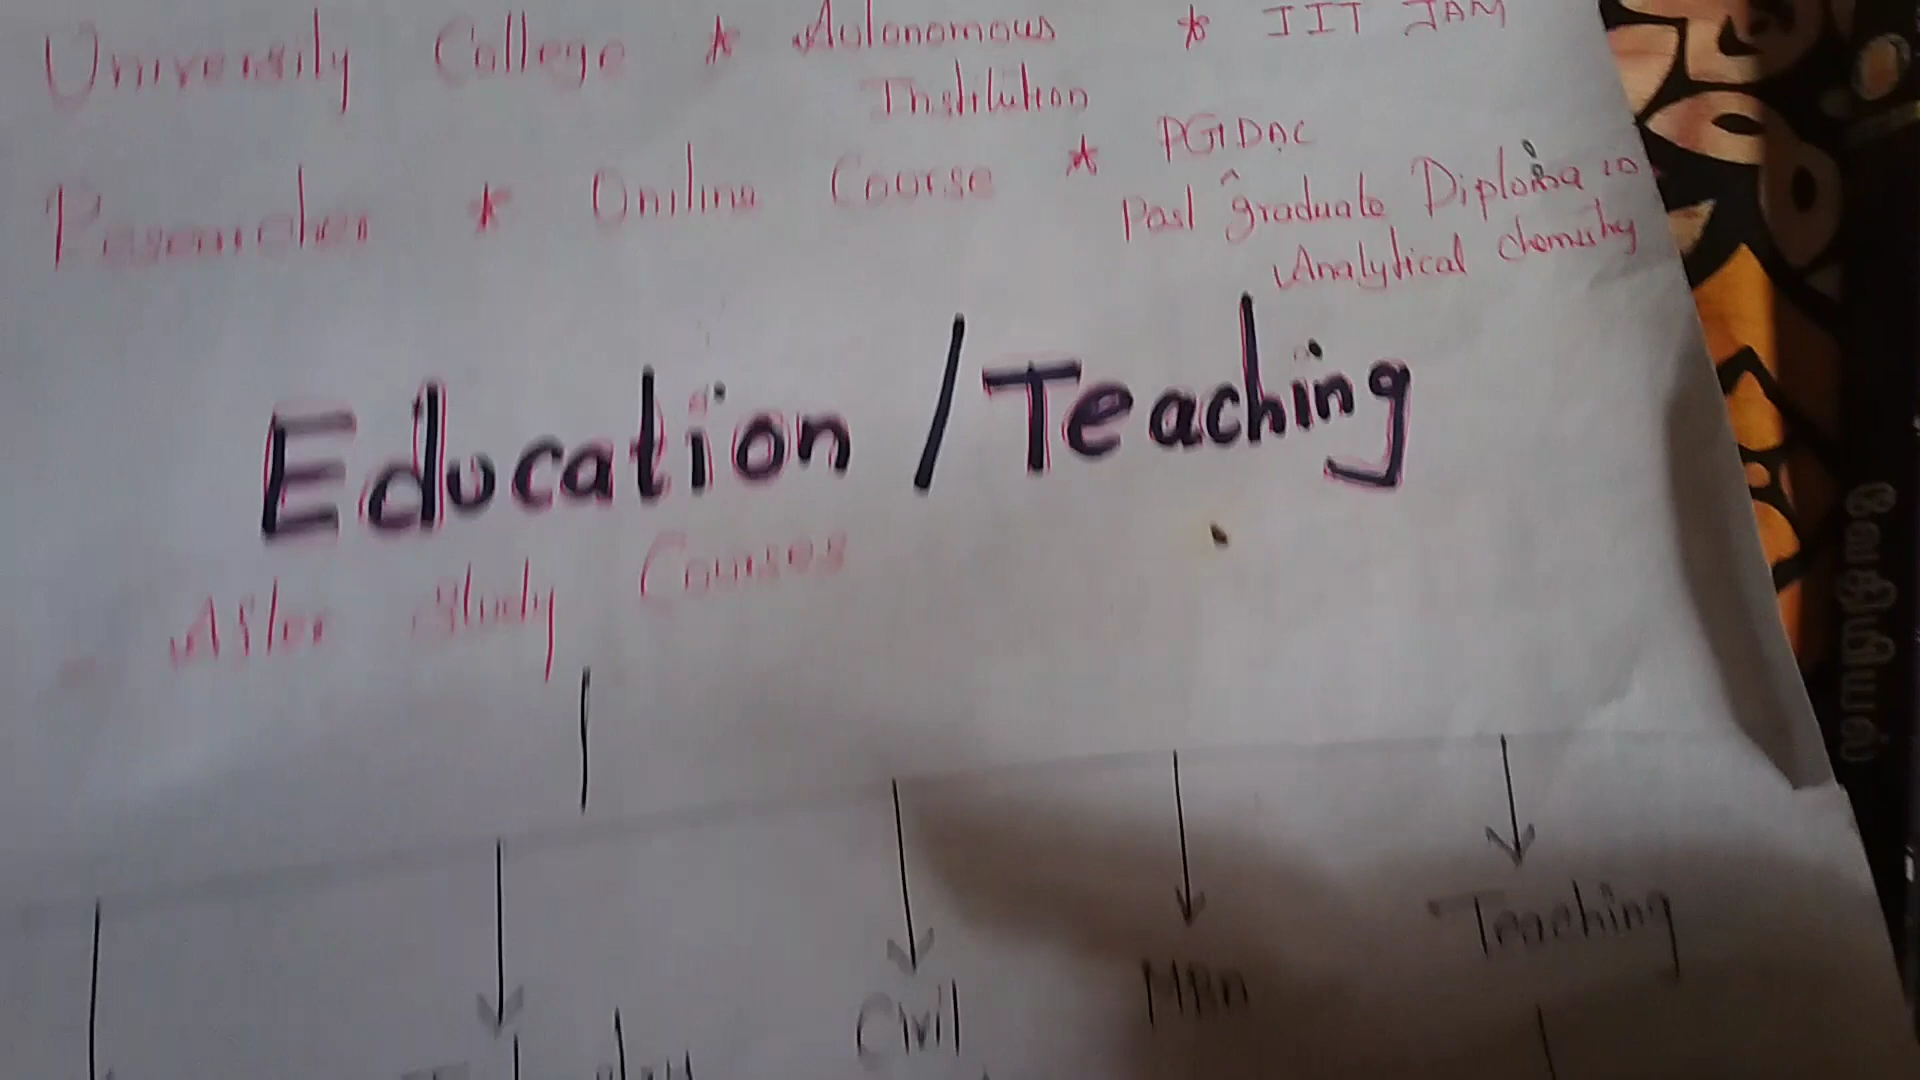 University College * Autonomous Institution * IIT JAM
Researcher * Online Course * PGDAC
Post graduate Diploma in
Analytical chemistry
Education / Teaching
After study Courses
Civil
MBA
Teaching